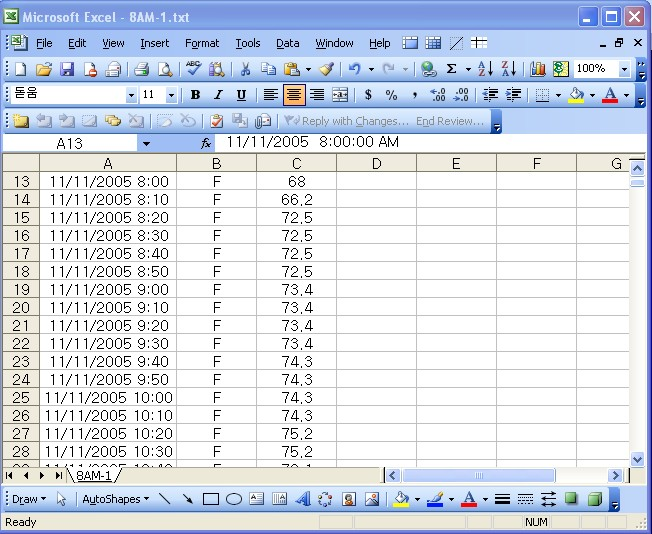 Microsoft Excel - 8AM-1.txt
File Edit View Insert Format Tools Data Window Help
100%
돋움 11 B I U $ % ,
Reply with Changes... End Review...
A13 fx 11/11/2005 8:00:00 AM
A B C D E F G
13 11/11/2005 8:00 F 68
14 11/11/2005 8:10 F 66.2
15 11/11/2005 8:20 F 72.5
16 11/11/2005 8:30 F 72.5
17 11/11/2005 8:40 F 72.5
18 11/11/2005 8:50 F 72.5
19 11/11/2005 9:00 F 73.4
20 11/11/2005 9:10 F 73.4
21 11/11/2005 9:20 F 73.4
22 11/11/2005 9:30 F 73.4
23 11/11/2005 9:40 F 74.3
24 11/11/2005 9:50 F 74.3
25 11/11/2005 10:00 F 74.3
26 11/11/2005 10:10 F 74.3
27 11/11/2005 10:20 F 75.2
28 11/11/2005 10:30 F 75.2
8AM-1
Draw AutoShapes
Ready NUM